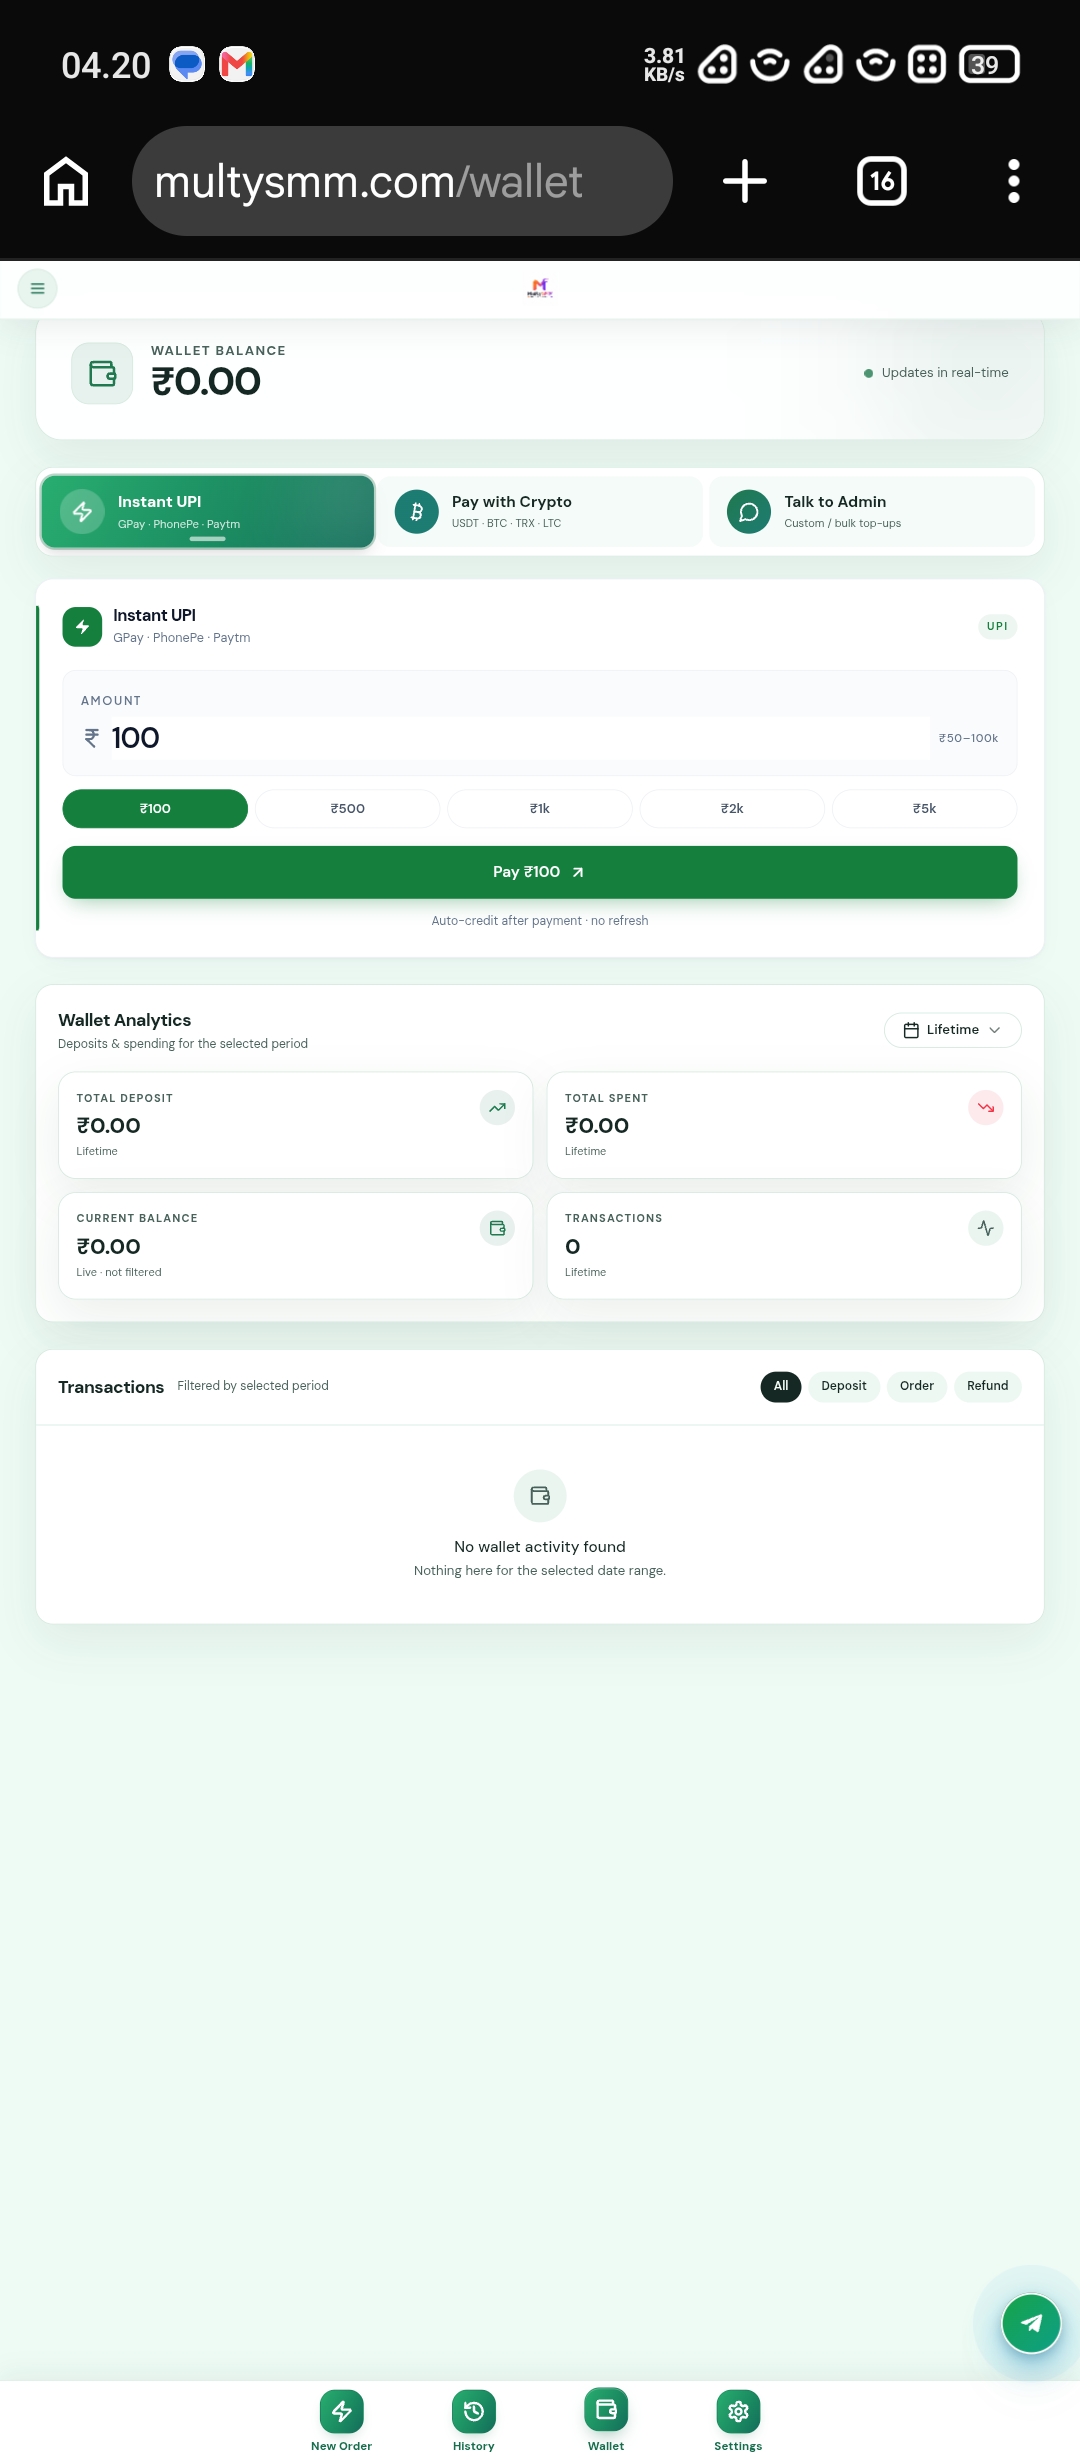 04.20
3.81
KB/s
39
multysmm.com/wallet
16
WALLET BALANCE
₹0.00
Updates in real-time
Instant UPI
GPay · PhonePe · Paytm
Pay with Crypto
USDT · BTC · TRX · LTC
Talk to Admin
Custom / bulk top-ups
Instant UPI
GPay · PhonePe · Paytm
UPI
AMOUNT
₹ 100
₹50–100k
₹100
₹500
₹1k
₹2k
₹5k
Pay ₹100
Auto-credit after payment · no refresh
Wallet Analytics
Deposits & spending for the selected period
Lifetime
TOTAL DEPOSIT
₹0.00
Lifetime
TOTAL SPENT
₹0.00
Lifetime
CURRENT BALANCE
₹0.00
Live · not filtered
TRANSACTIONS
0
Lifetime
Transactions
Filtered by selected period
All
Deposit
Order
Refund
No wallet activity found
Nothing here for the selected date range.
New Order
History
Wallet
Settings